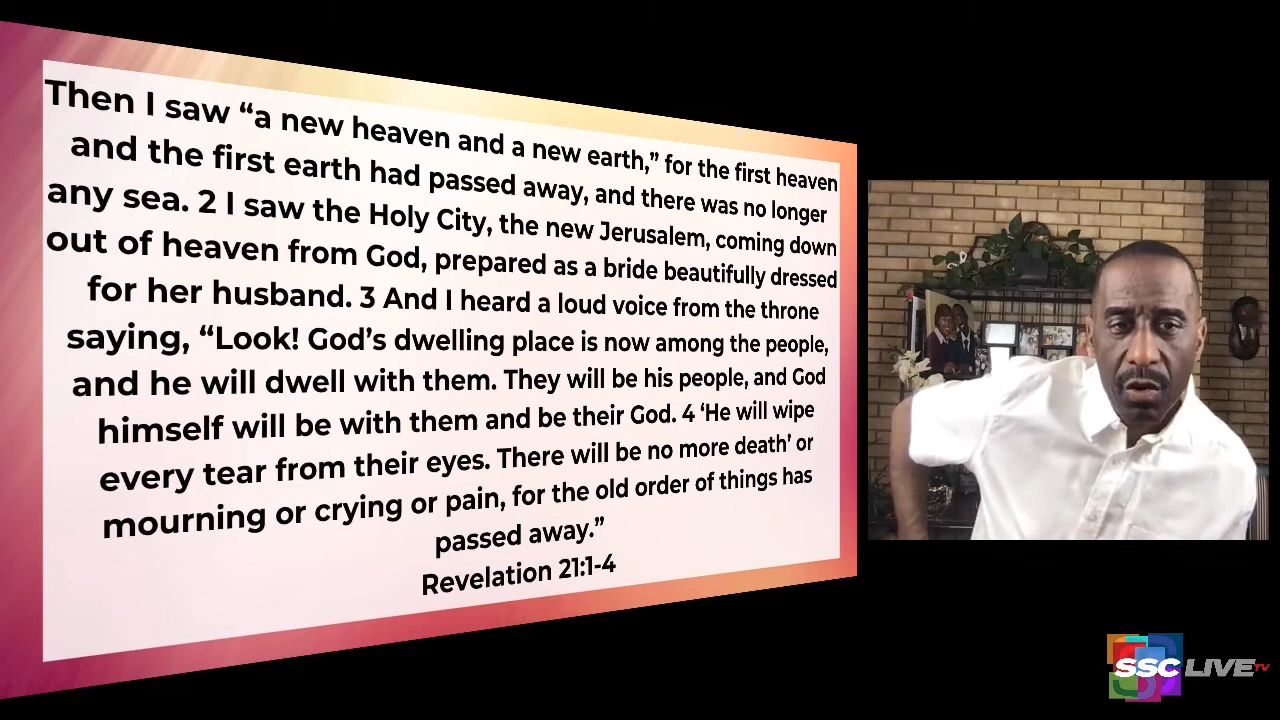 Then I saw “a new heaven and a new earth,” for the first heaven
and the first earth had passed away, and there was no longer
any sea. 2 I saw the Holy City, the new Jerusalem, coming down
out of heaven from God, prepared as a bride beautifully dressed
for her husband. 3 And I heard a loud voice from the throne
saying, “Look! God’s dwelling place is now among the people,
and he will dwell with them. They will be his people, and God
himself will be with them and be their God. 4 ‘He will wipe
every tear from their eyes. There will be no more death’ or
mourning or crying or pain, for the old order of things has
passed away.”
Revelation 21:1-4
SSC LIVE TV